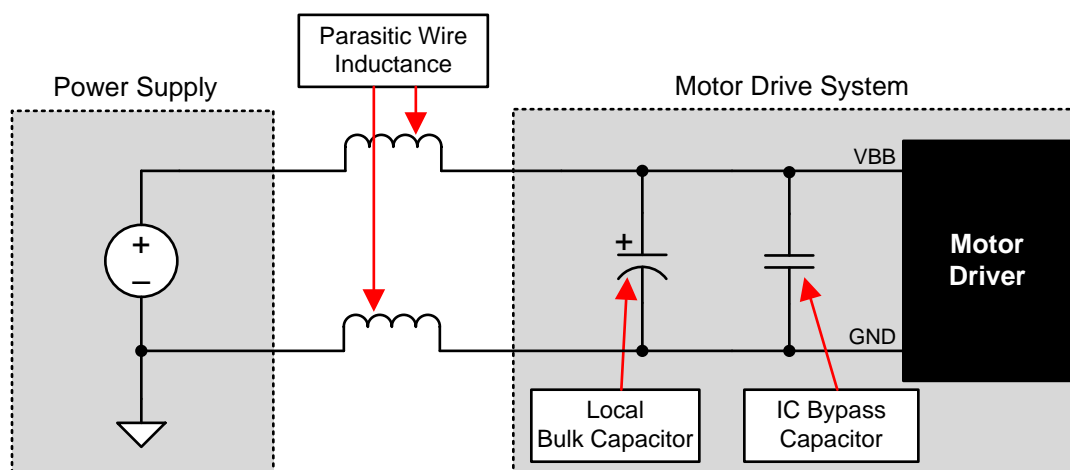 Parasitic Wire
Inductance
Power Supply
Motor Drive System
VBB
+
+
–
Motor
Driver
GND
Local
Bulk Capacitor
IC Bypass
Capacitor